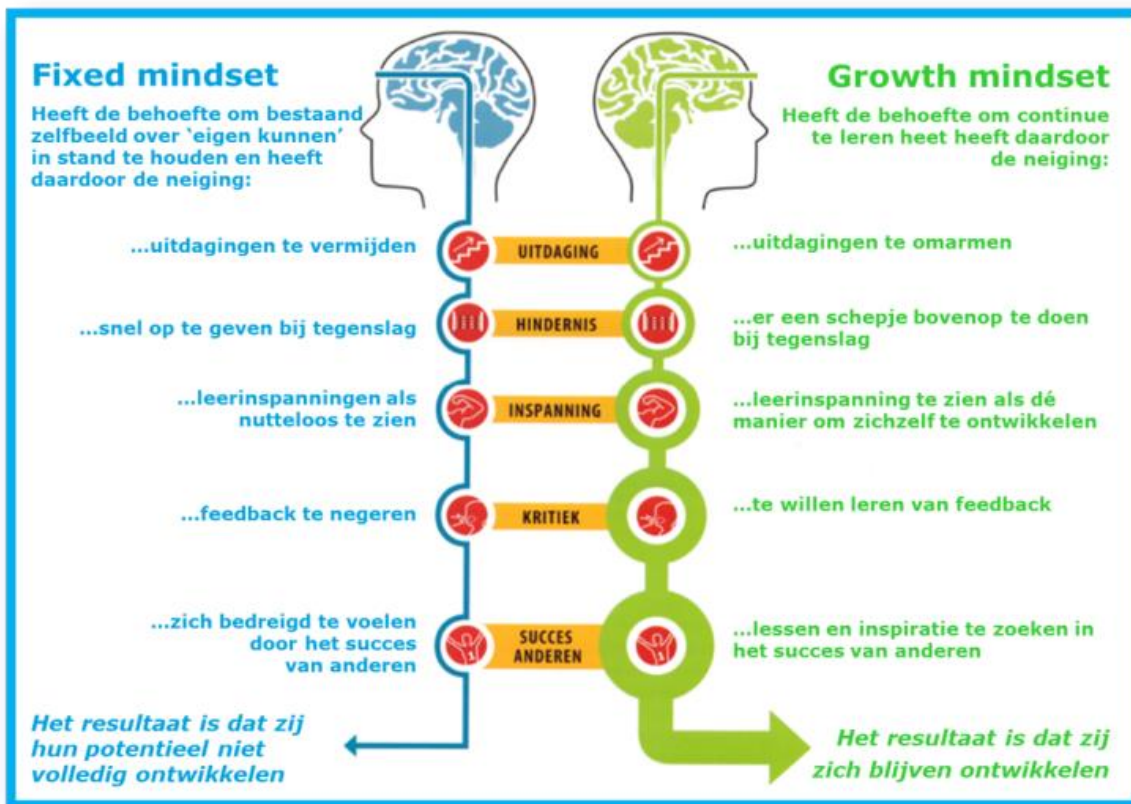 Fixed mindset
Heeft de behoefte om bestaand
zelfbeeld over ‘eigen kunnen’
in stand te houden en heeft
daardoor de neiging:
Growth mindset
Heeft de behoefte om continue
te leren heet heeft daardoor
de neiging:
...uitdagingen te vermijden
UITDAGING
...uitdagingen te omarmen
...snel op te geven bij tegenslag
HINDERNIS
...er een schepje bovenop te doen
bij tegenslag
...leerinspanningen als
nutteloos te zien
INSPANNING
...leerinspanning te zien als dé
manier om zichzelf te ontwikkelen
...feedback te negeren
KRITIEK
...te willen leren van feedback
...zich bedreigd te voelen
door het succes
van anderen
SUCCES
ANDEREN
...lessen en inspiratie te zoeken in
het succes van anderen
Het resultaat is dat zij
hun potentieel niet
volledig ontwikkelen
Het resultaat is dat zij
zich blijven ontwikkelen